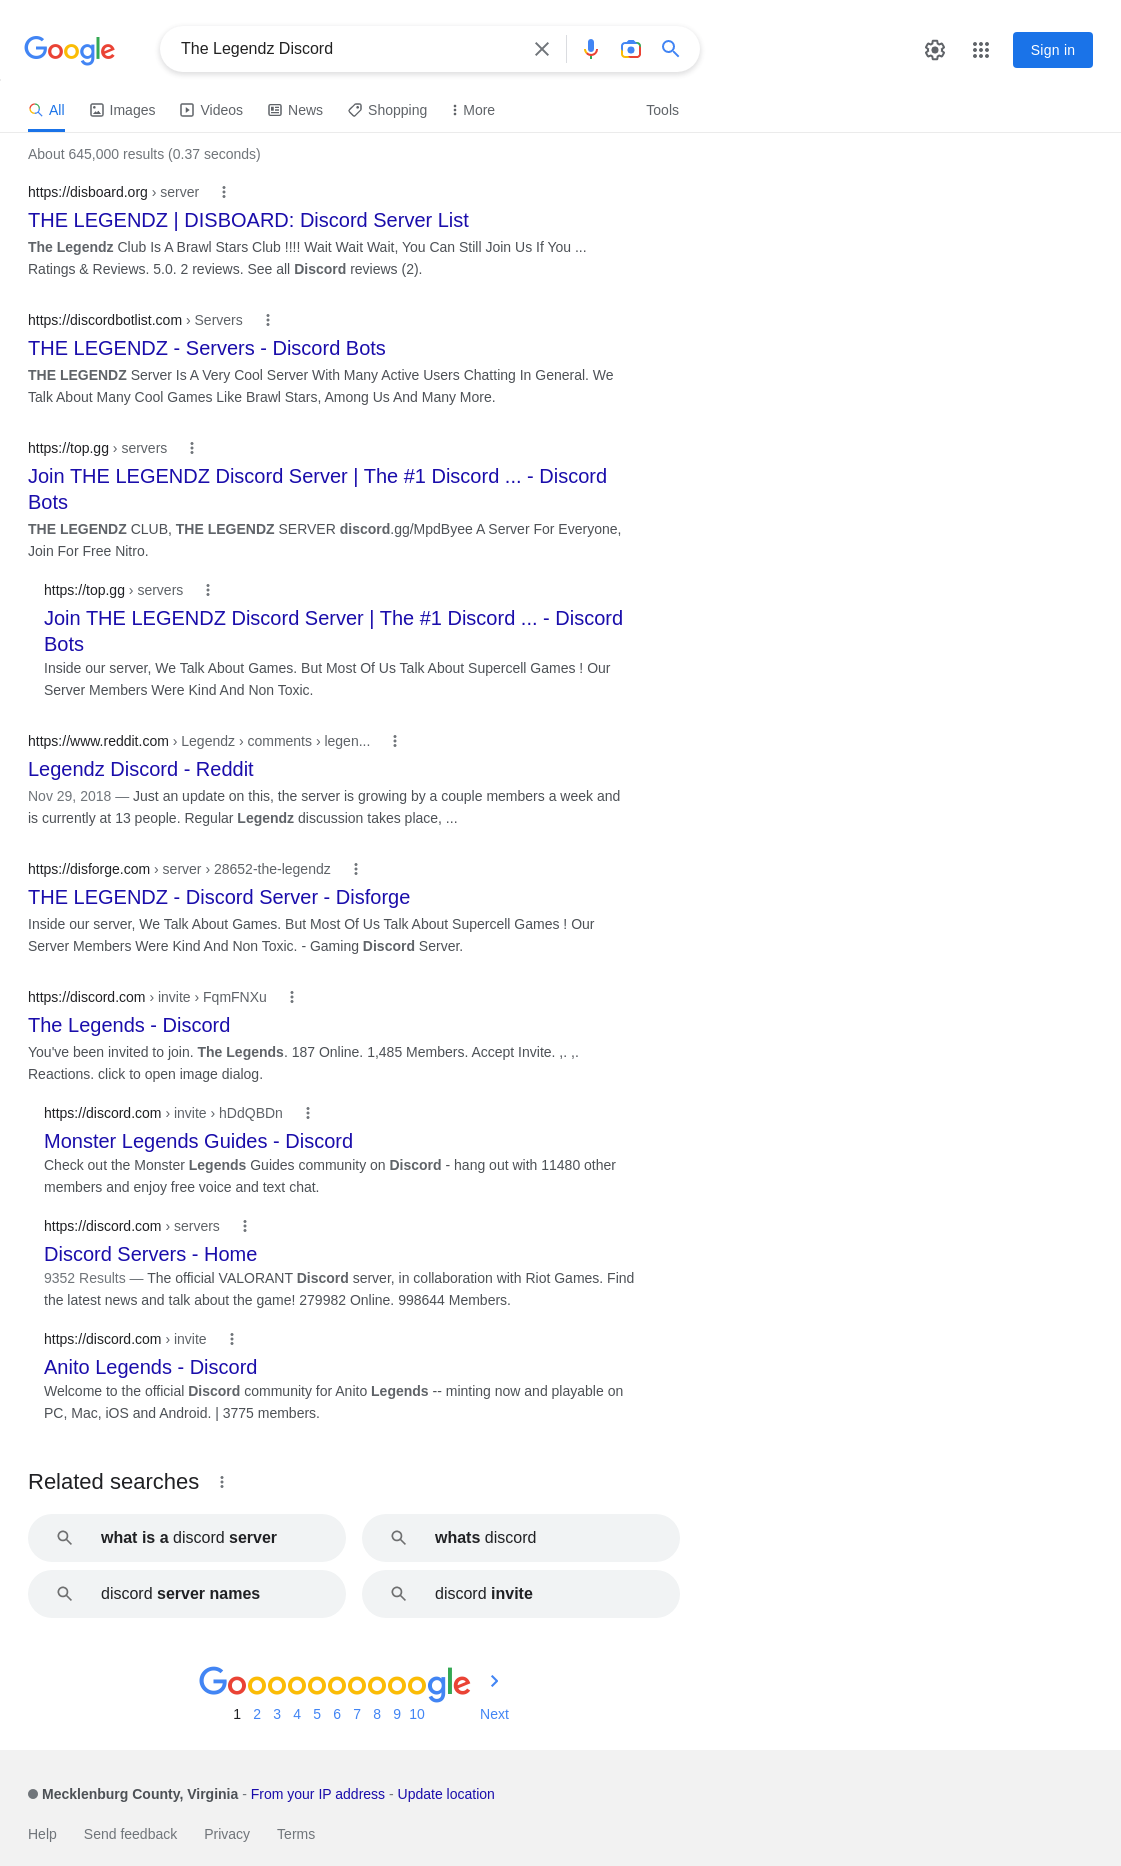 Google
The Legendz Discord
Sign in
All
Images
Videos
News
Shopping
More
Tools
About 645,000 results (0.37 seconds)
https://disboard.org › server
THE LEGENDZ | DISBOARD: Discord Server List
The Legendz Club Is A Brawl Stars Club !!!! Wait Wait Wait, You Can Still Join Us If You ...
Ratings & Reviews. 5.0. 2 reviews. See all Discord reviews (2).
https://discordbotlist.com › Servers
THE LEGENDZ - Servers - Discord Bots
THE LEGENDZ Server Is A Very Cool Server With Many Active Users Chatting In General. We
Talk About Many Cool Games Like Brawl Stars, Among Us And Many More.
https://top.gg › servers
Join THE LEGENDZ Discord Server | The #1 Discord ... - Discord
Bots
THE LEGENDZ CLUB, THE LEGENDZ SERVER discord.gg/MpdByee A Server For Everyone,
Join For Free Nitro.
https://top.gg › servers
Join THE LEGENDZ Discord Server | The #1 Discord ... - Discord
Bots
Inside our server, We Talk About Games. But Most Of Us Talk About Supercell Games ! Our
Server Members Were Kind And Non Toxic.
https://www.reddit.com › Legendz › comments › legen...
Legendz Discord - Reddit
Nov 29, 2018 — Just an update on this, the server is growing by a couple members a week and
is currently at 13 people. Regular Legendz discussion takes place, ...
https://disforge.com › server › 28652-the-legendz
THE LEGENDZ - Discord Server - Disforge
Inside our server, We Talk About Games. But Most Of Us Talk About Supercell Games ! Our
Server Members Were Kind And Non Toxic. - Gaming Discord Server.
https://discord.com › invite › FqmFNXu
The Legends - Discord
You've been invited to join. The Legends. 187 Online. 1,485 Members. Accept Invite. ,. ,.
Reactions. click to open image dialog.
https://discord.com › invite › hDdQBDn
Monster Legends Guides - Discord
Check out the Monster Legends Guides community on Discord - hang out with 11480 other
members and enjoy free voice and text chat.
https://discord.com › servers
Discord Servers - Home
9352 Results — The official VALORANT Discord server, in collaboration with Riot Games. Find
the latest news and talk about the game! 279982 Online. 998644 Members.
https://discord.com › invite
Anito Legends - Discord
Welcome to the official Discord community for Anito Legends -- minting now and playable on
PC, Mac, iOS and Android. | 3775 members.
Related searches
what is a discord server
whats discord
discord server names
discord invite
Goooooooooogle
1 2 3 4 5 6 7 8 9 10 Next
Mecklenburg County, Virginia - From your IP address - Update location
Help Send feedback Privacy Terms